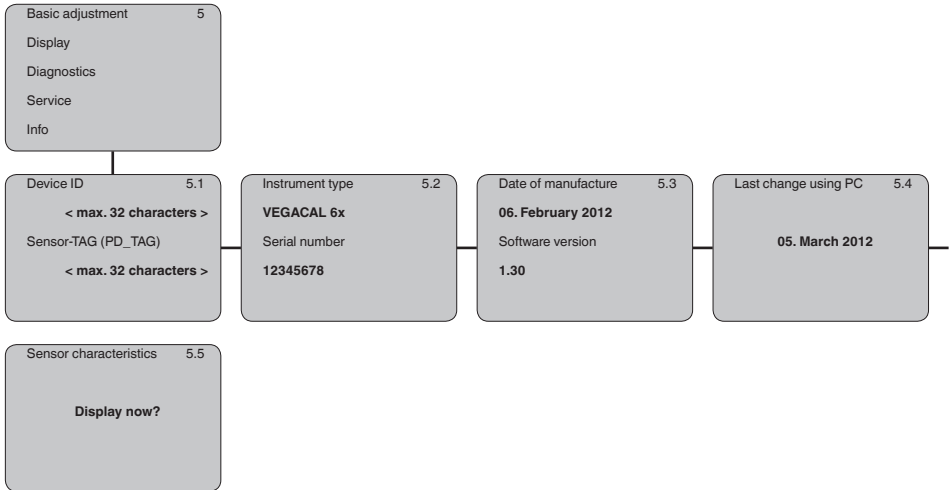 Basic adjustment 5
Display
Diagnostics
Service
Info
Device ID 5.1
< max. 32 characters >
Sensor-TAG (PD_TAG)
< max. 32 characters >
Instrument type 5.2
VEGACAL 6x
Serial number
12345678
Date of manufacture 5.3
06. February 2012
Software version
1.30
Last change using PC 5.4
05. March 2012
Sensor characteristics 5.5
Display now?